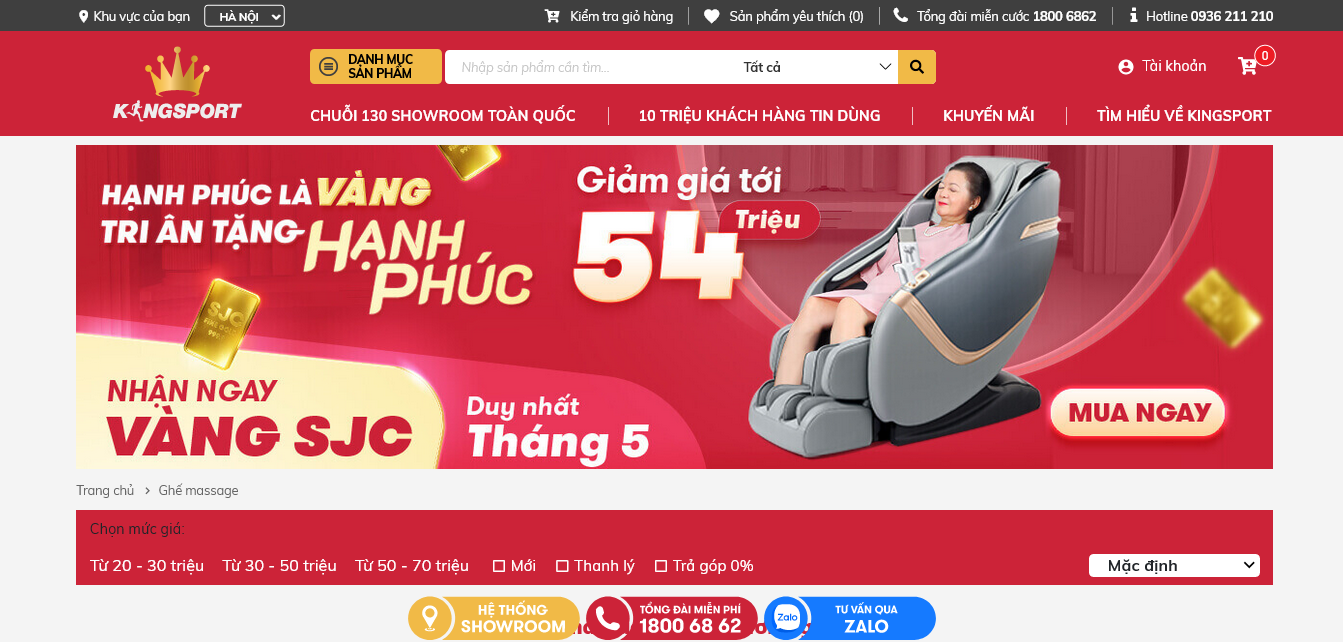 Khu vực của bạn
HÀ NỘI
Kiểm tra giỏ hàng
Sản phẩm yêu thích (0)
Tổng đài miễn cước 1800 6862
Hotline 0936 211 210
KINGSPORT
DANH MỤC
SẢN PHẨM
Nhập sản phẩm cần tìm...
Tất cả
Tài khoản
0
CHUỖI 130 SHOWROOM TOÀN QUỐC
10 TRIỆU KHÁCH HÀNG TIN DÙNG
KHUYẾN MÃI
TÌM HIỂU VỀ KINGSPORT
HẠNH PHÚC LÀ VÀNG
TRI ÂN TẶNG HẠNH PHÚC
SJC
FINE GOLD
NHẬN NGAY
VÀNG SJC
Duy nhất
Tháng 5
Giảm giá tới
54 Triệu
MUA NGAY
Trang chủ
Ghế massage
Chọn mức giá:
Từ 20 - 30 triệu
Từ 30 - 50 triệu
Từ 50 - 70 triệu
Mới
Thanh lý
Trả góp 0%
Mặc định
HỆ THỐNG
SHOWROOM
TỔNG ĐÀI MIỄN PHÍ
1800 68 62
Zalo
TƯ VẤN QUA
ZALO